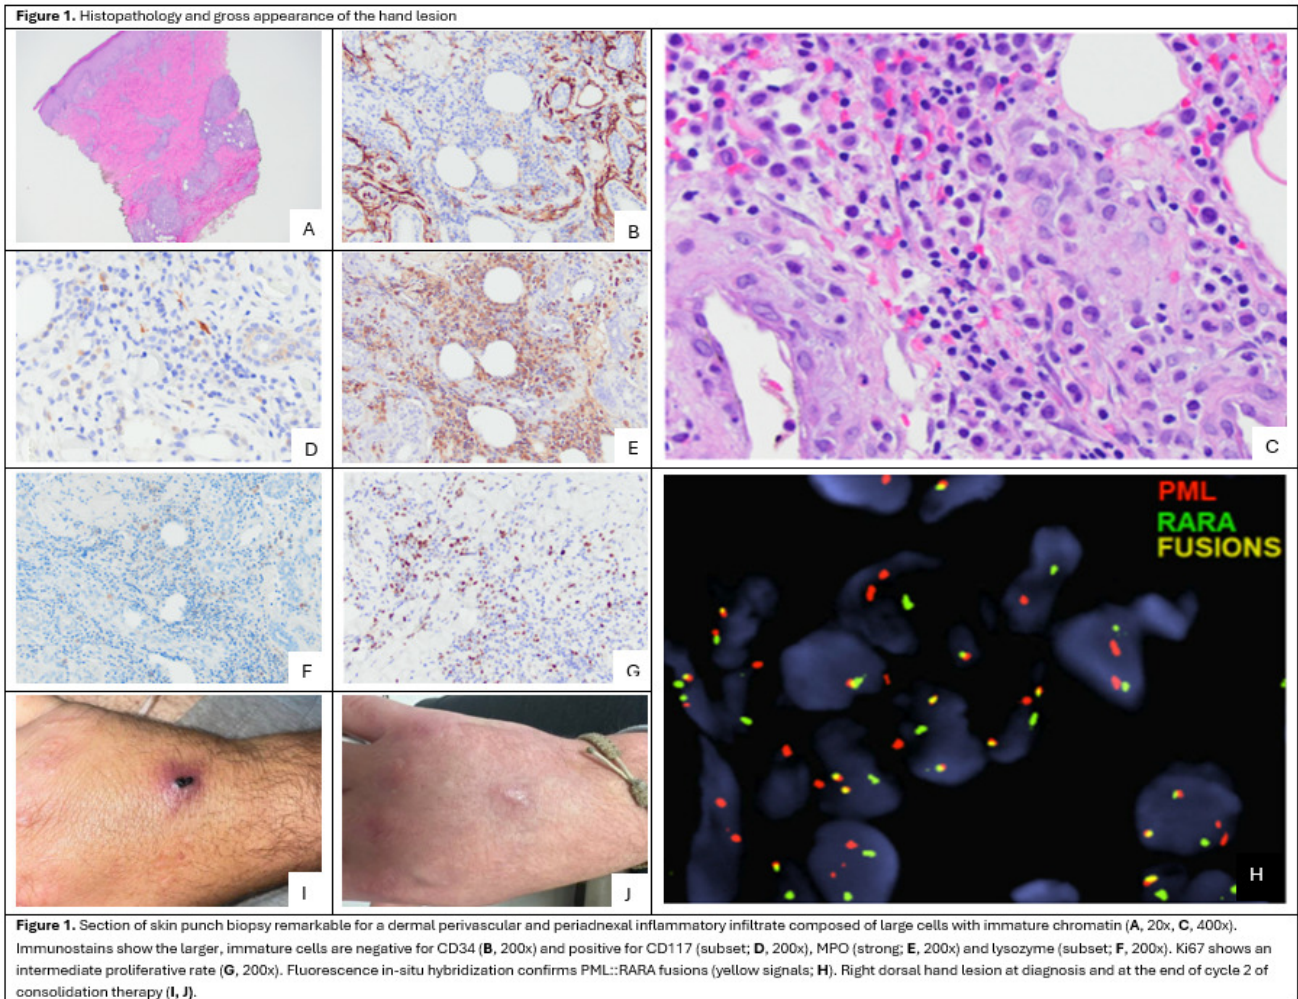 Figure 1. Histopathology and gross appearance of the hand lesion
A
B
C
D
E
F
G
PML
RARA
FUSIONS
H
I
J
Figure 1. Section of skin punch biopsy remarkable for a dermal perivascular and periadnexal inflammatory infiltrate composed of large cells with immature chromatin (A, 20x, C, 400x).
Immunostains show the larger, immature cells are negative for CD34 (B, 200x) and positive for CD117 (subset; D, 200x), MPO (strong; E, 200x) and lysozyme (subset; F, 200x). Ki67 shows an
intermediate proliferative rate (G, 200x). Fluorescence in-situ hybridization confirms PML::RARA fusions (yellow signals; H). Right dorsal hand lesion at diagnosis and at the end of cycle 2 of
consolidation therapy (I, J).